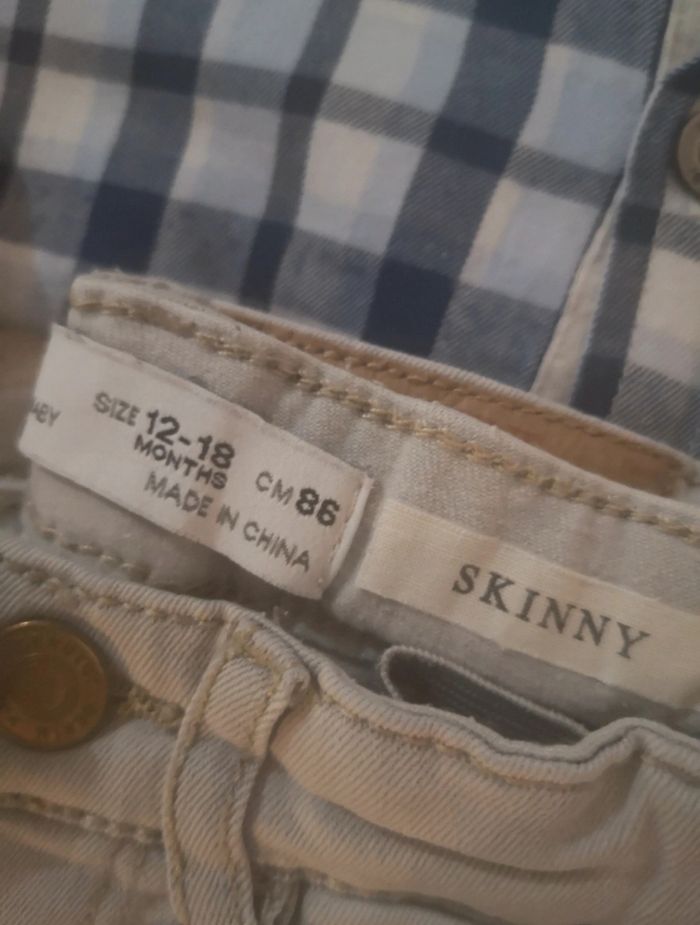 SIZE 12-18
MONTHS
CM 86
MADE IN CHINA
SKINNY